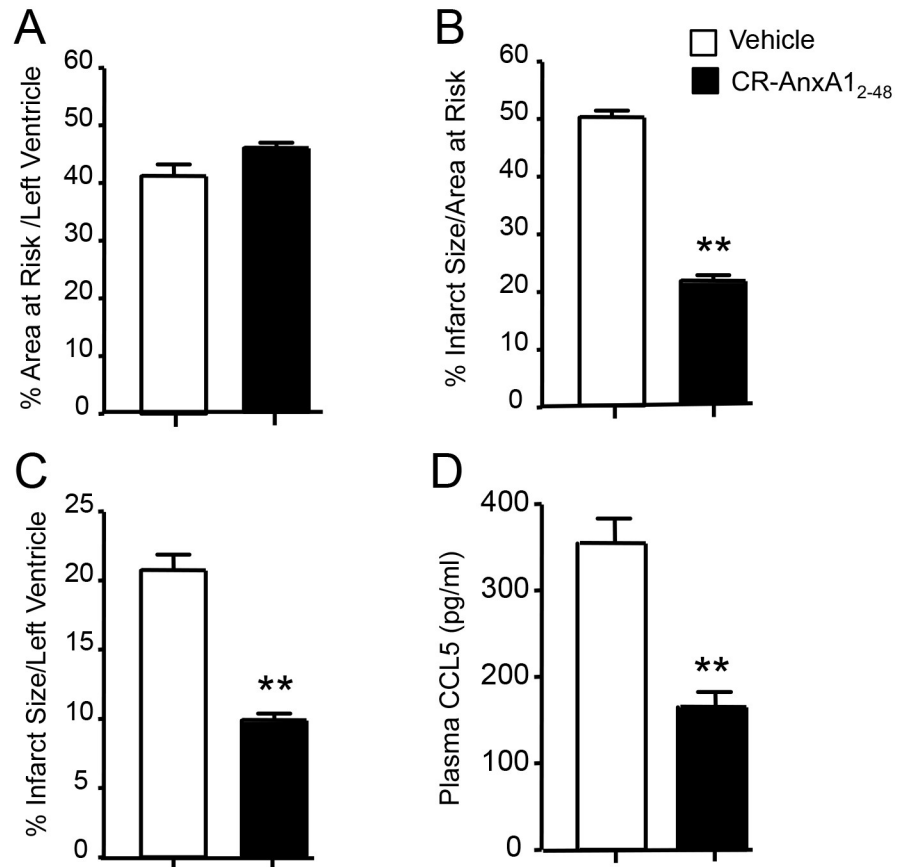 A
% Area at Risk /Left Ventricle
60
50
40
30
20
10
0
B
Vehicle
CR-AnxA1₂₋₄₈
% Infarct Size/Area at Risk
60
50
40
30
20
10
0
**
C
% Infarct Size/Left Ventricle
25
20
15
10
5
0
**
D
Plasma CCL5 (pg/ml)
400
300
200
100
0
**